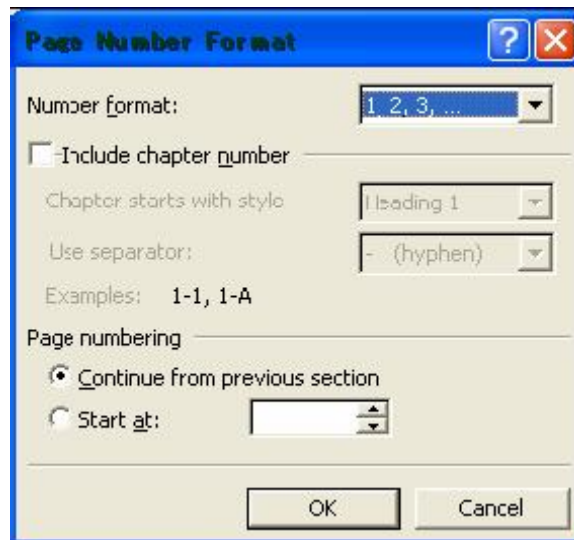 Page Number Format
Number format: 1, 2, 3, ...
Include chapter number
Chapter starts with style Heading 1
Use separator: - (hyphen)
Examples: 1-1, 1-A
Page numbering
Continue from previous section
Start at:
OK Cancel